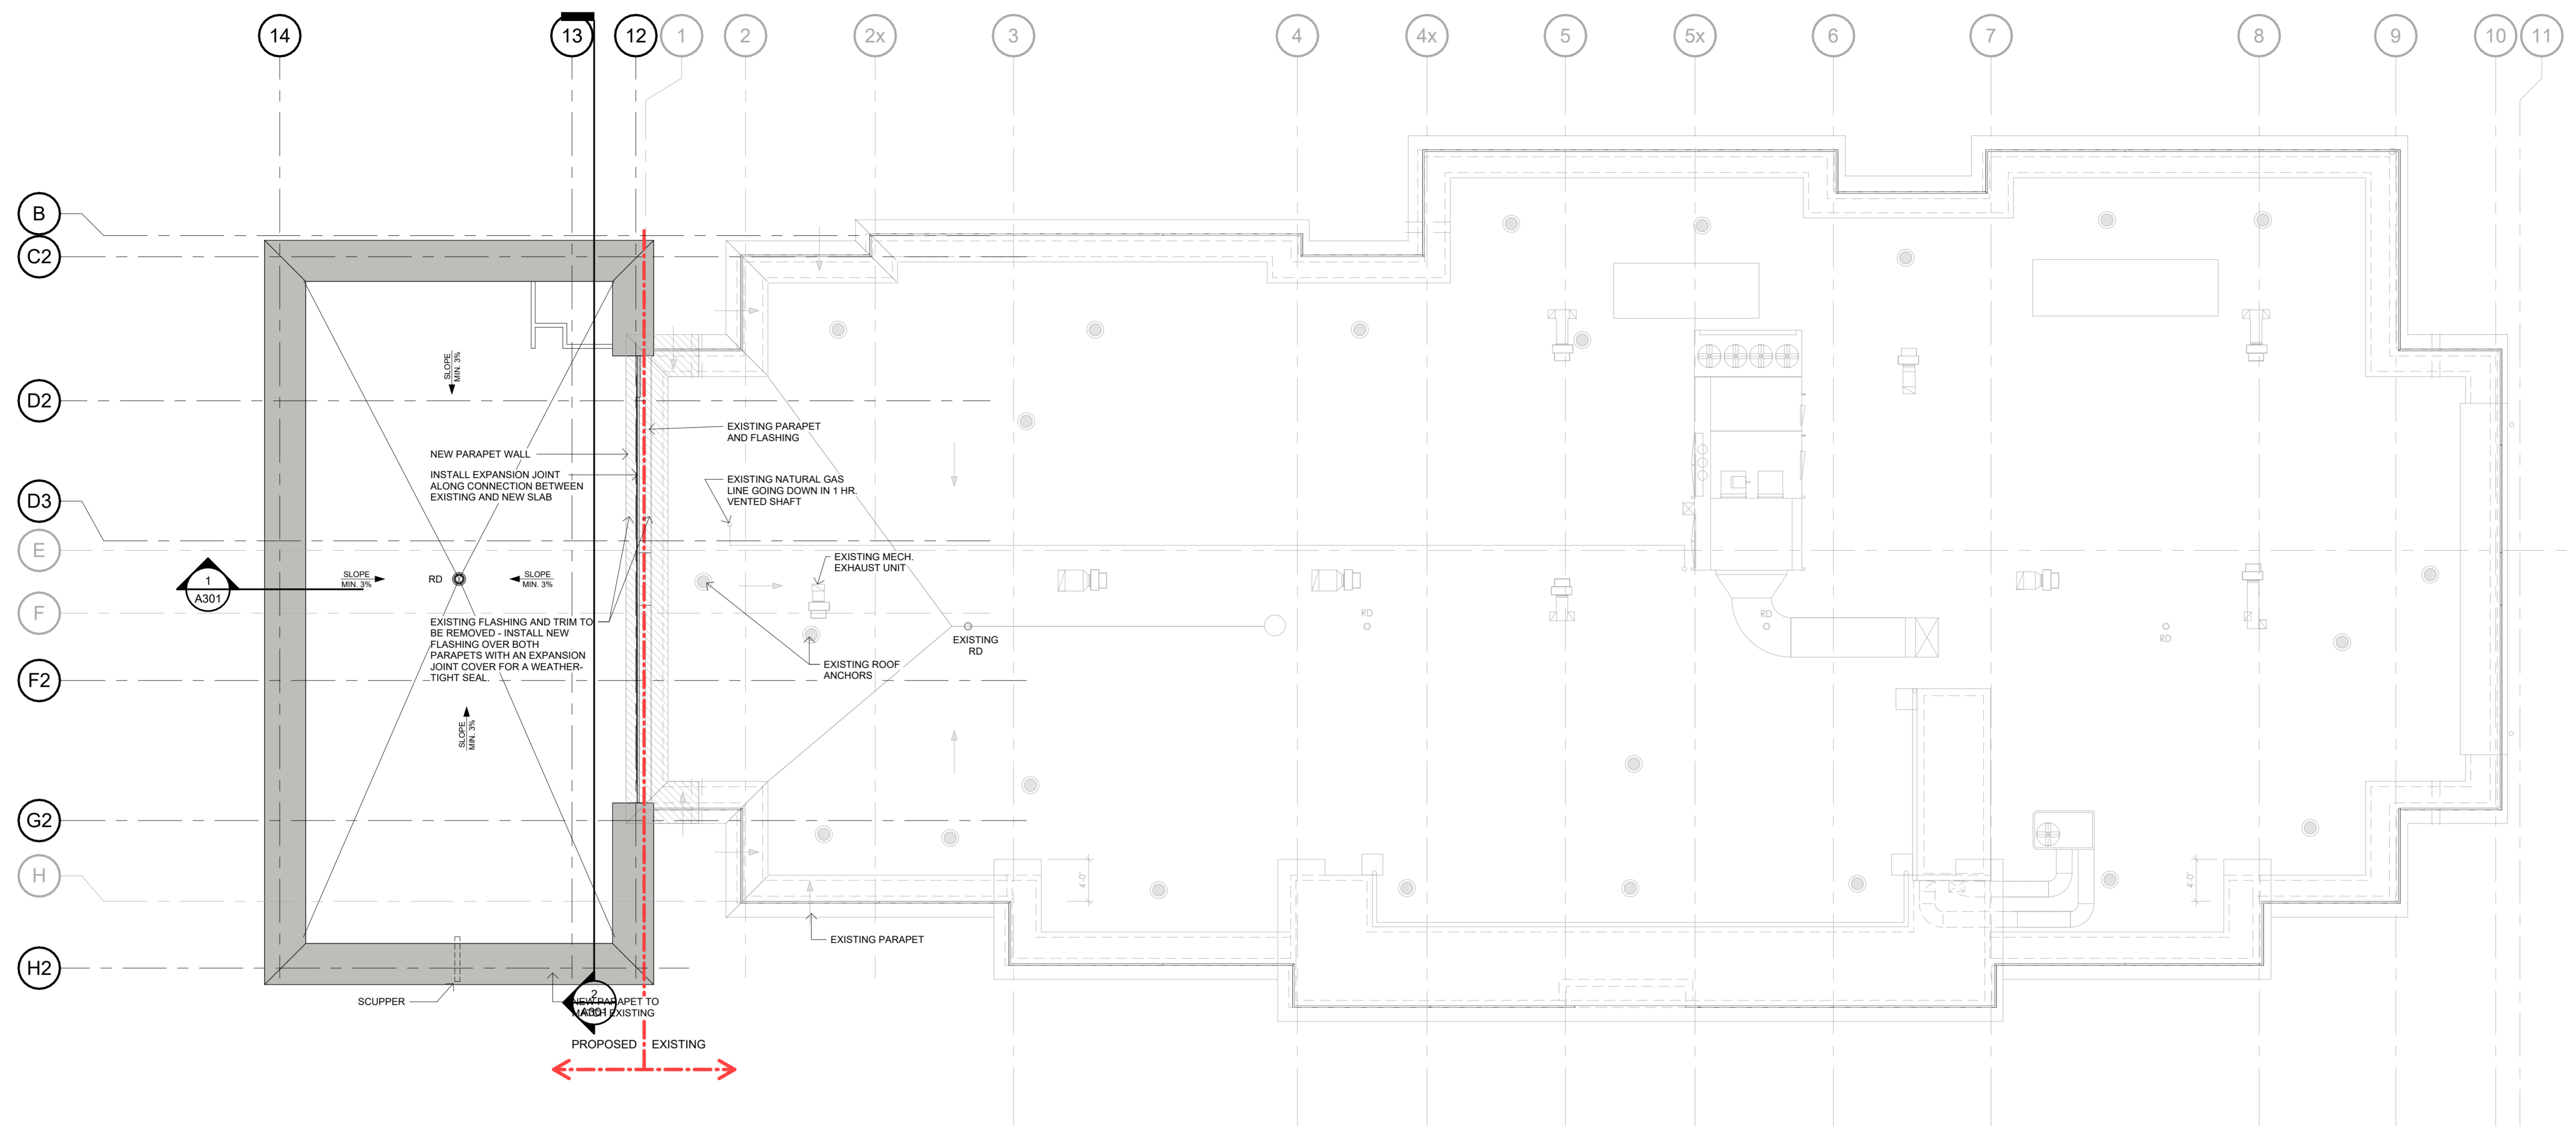 14
13
12
1
2
2x
3
4
4x
5
5x
6
7
8
9
10
11
B
C2
D2
D3
E
F
F2
G2
H
H2
SLOPE
MIN. 3%
EXISTING PARAPET
AND FLASHING
NEW PARAPET WALL
INSTALL EXPANSION JOINT
ALONG CONNECTION BETWEEN
EXISTING AND NEW SLAB
EXISTING NATURAL GAS
LINE GOING DOWN IN 1 HR.
VENTED SHAFT
EXISTING MECH.
EXHAUST UNIT
1
A301
SLOPE
MIN. 3%
RD
SLOPE
MIN. 3%
EXISTING FLASHING AND TRIM TO
BE REMOVED - INSTALL NEW
FLASHING OVER BOTH
PARAPETS WITH AN EXPANSION
JOINT COVER FOR A WEATHER-
TIGHT SEAL.
EXISTING
RD
RD
RD
RD
EXISTING ROOF
ANCHORS
SLOPE
MIN. 3%
4'-0"
4'-0"
EXISTING PARAPET
SCUPPER
2
A301
NEW PARAPET TO
MATCH EXISTING
PROPOSED
EXISTING